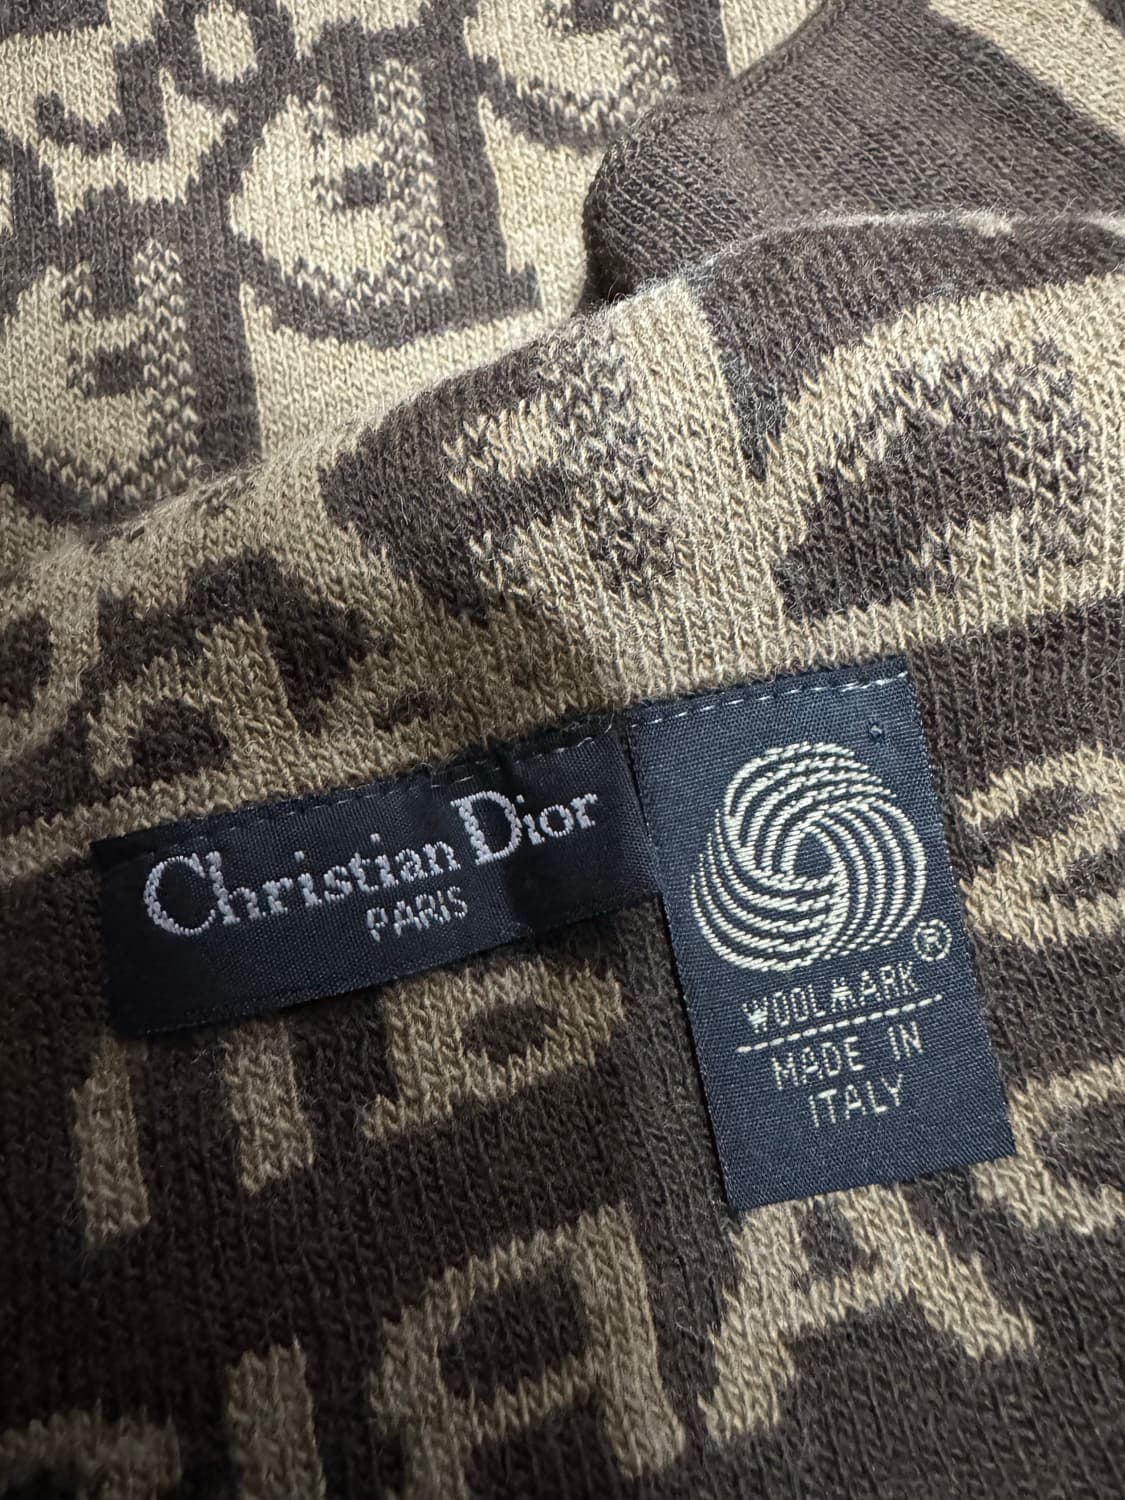 Christian Dior
PARIS
®
WOOLMARK
MADE IN
ITALY